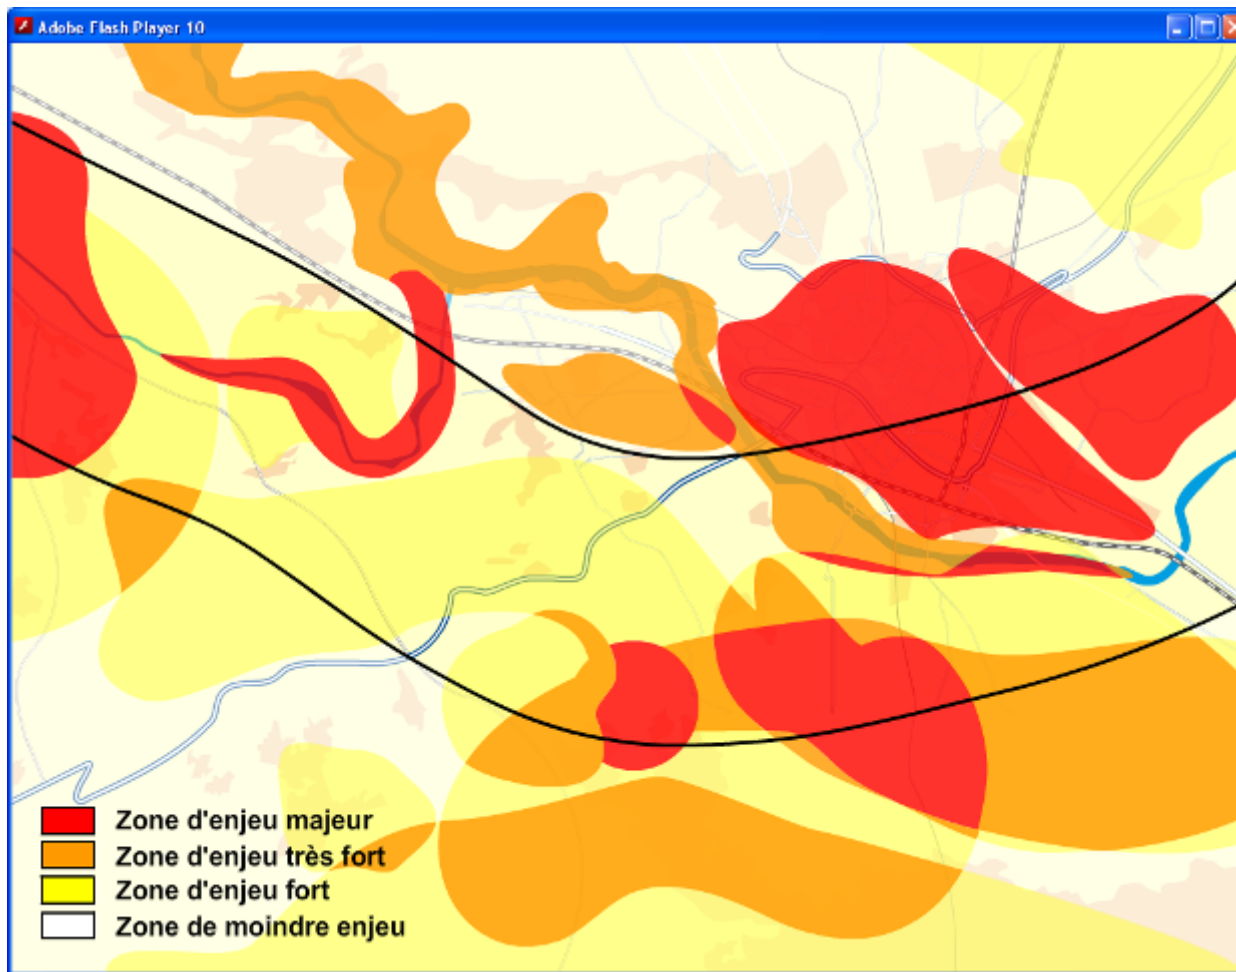 Adobe Flash Player 10
Zone d'enjeu majeur
Zone d'enjeu très fort
Zone d'enjeu fort
Zone de moindre enjeu